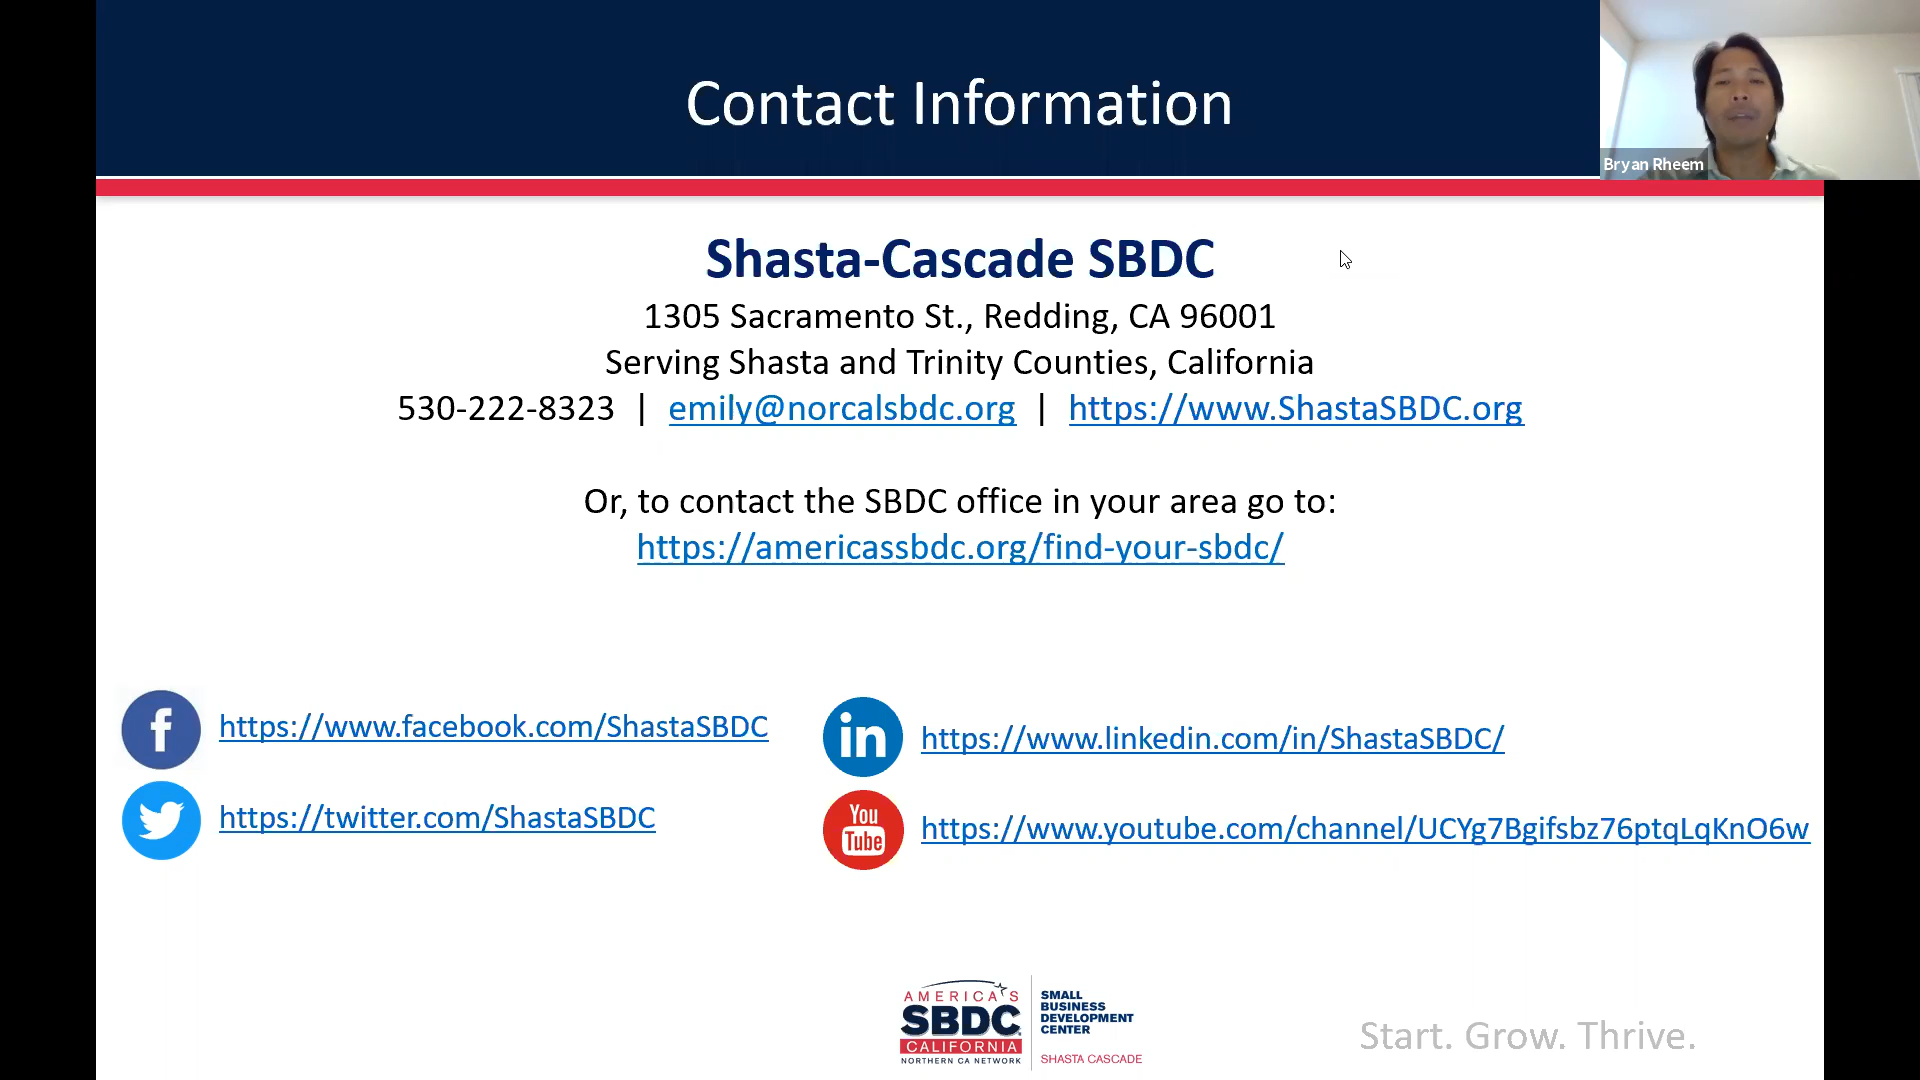 Contact Information
Bryan Rheem
Shasta-Cascade SBDC
1305 Sacramento St., Redding, CA 96001
Serving Shasta and Trinity Counties, California
530-222-8323 | emily@norcalsbdc.org | https://www.ShastaSBDC.org
Or, to contact the SBDC office in your area go to:
https://americassbdc.org/find-your-sbdc/
f https://www.facebook.com/ShastaSBDC
in https://www.linkedin.com/in/ShastaSBDC/
https://twitter.com/ShastaSBDC
You
Tube
https://www.youtube.com/channel/UCYg7Bgifsbz76ptqLqKnO6w
AMERICA'S
SBDC
CALIFORNIA
NORTHERN CA NETWORK
SMALL
BUSINESS
DEVELOPMENT
CENTER
SHASTA CASCADE
Start. Grow. Thrive.